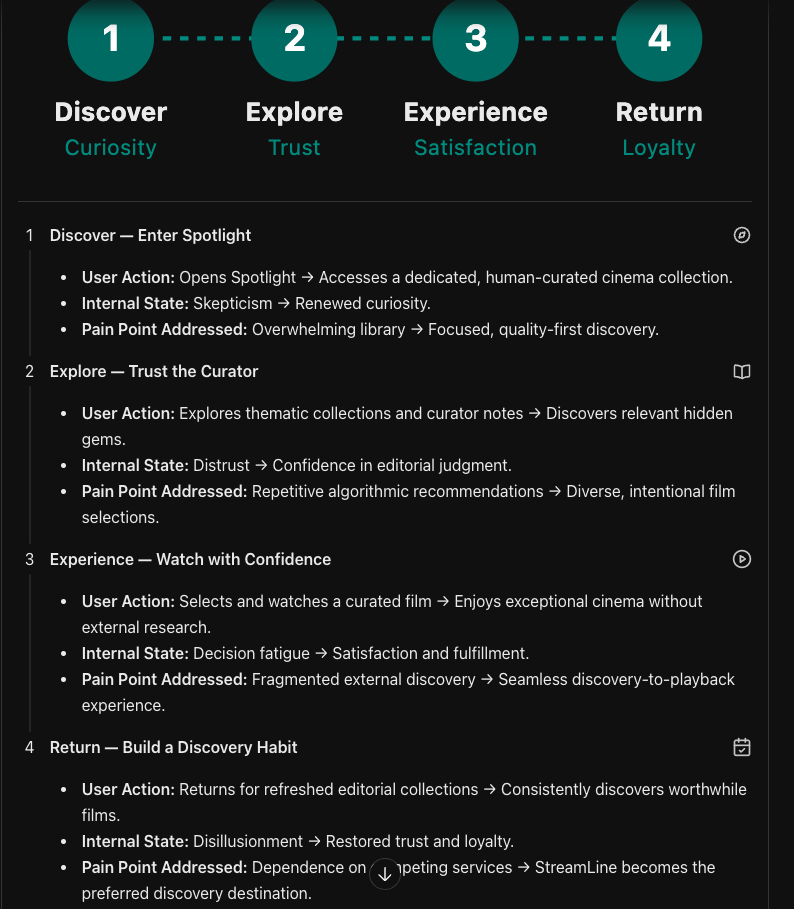 1 2 3 4
Discover Explore Experience Return
Curiosity Trust Satisfaction Loyalty
1 Discover — Enter Spotlight
• User Action: Opens Spotlight → Accesses a dedicated, human-curated cinema collection.
• Internal State: Skepticism → Renewed curiosity.
• Pain Point Addressed: Overwhelming library → Focused, quality-first discovery.
2 Explore — Trust the Curator
• User Action: Explores thematic collections and curator notes → Discovers relevant hidden
gems.
• Internal State: Distrust → Confidence in editorial judgment.
• Pain Point Addressed: Repetitive algorithmic recommendations → Diverse, intentional film
selections.
3 Experience — Watch with Confidence
• User Action: Selects and watches a curated film → Enjoys exceptional cinema without
external research.
• Internal State: Decision fatigue → Satisfaction and fulfillment.
• Pain Point Addressed: Fragmented external discovery → Seamless discovery-to-playback
experience.
4 Return — Build a Discovery Habit
• User Action: Returns for refreshed editorial collections → Consistently discovers worthwhile
films.
• Internal State: Disillusionment → Restored trust and loyalty.
• Pain Point Addressed: Dependence on services → StreamLine becomes the
preferred discovery destination.